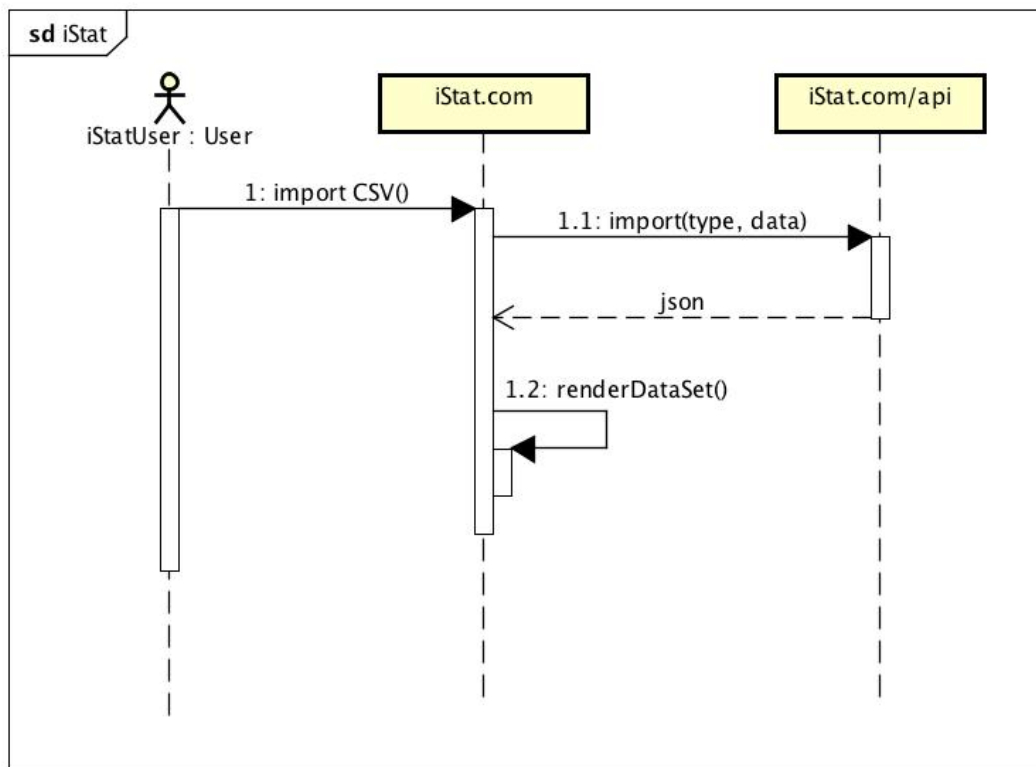 sd iStat
iStat.com
iStat.com/api
iStatUser : User
1: import CSV()
1.1: import(type, data)
json
1.2: renderDataSet()